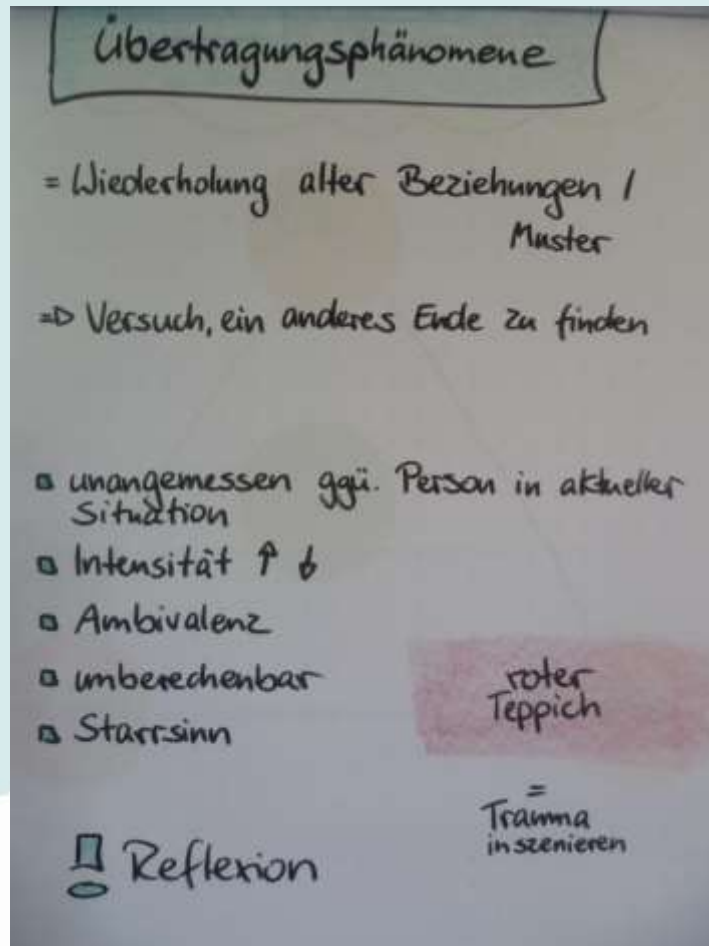 Übertragungsphänomene
= Wiederholung alter Beziehungen /
Muster
=> Versuch, ein anderes Ende zu finden
unangemessen ggü. Person in aktueller
Situation
Intensität ↑ ↓
Ambivalenz
umberechenbar
Starrsinn
roter
Teppich
=
Trauma
inszenieren
! Reflexion